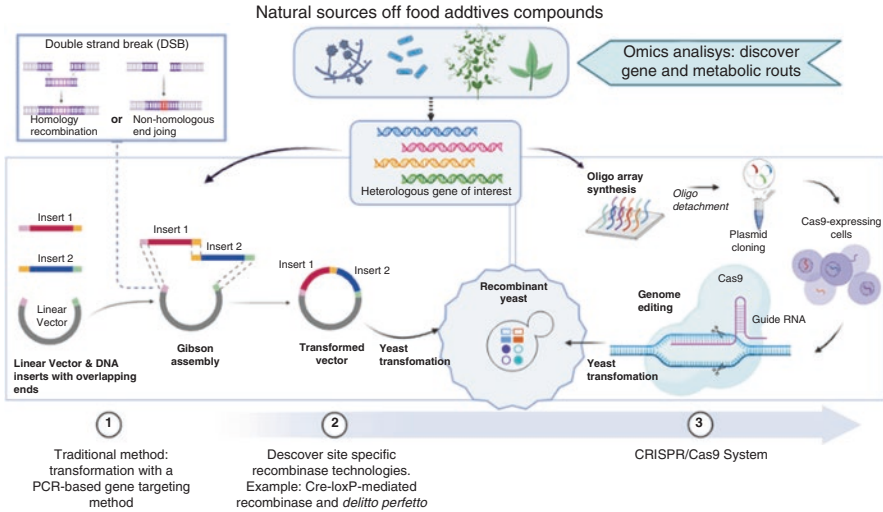 Natural sources off food addtives compounds
Double strand break (DSB)
Homology
recombination
or
Non-homologous
end joing
Omics analisys: discover
gene and metabolic routs
Heterologous gene of interest
Insert 1
Insert 2
Linear
Vector
Linear Vector & DNA
inserts with overlapping
ends
Insert 1
Insert 2
Gibson
assembly
Insert 1
Insert 2
Transformed
vector
Yeast
transfomation
Recombinant
yeast
Oligo array
synthesis
Oligo
detachment
Plasmid
cloning
Cas9-expressing
cells
Cas9
Genome
editing
Guide RNA
Yeast
transfomation
1
Traditional method:
transformation with a
PCR-based gene targeting
method
2
Descover site specific
recombinase technologies.
Example: Cre-loxP-mediated
recombinase and delitto perfetto
3
CRISPR/Cas9 System